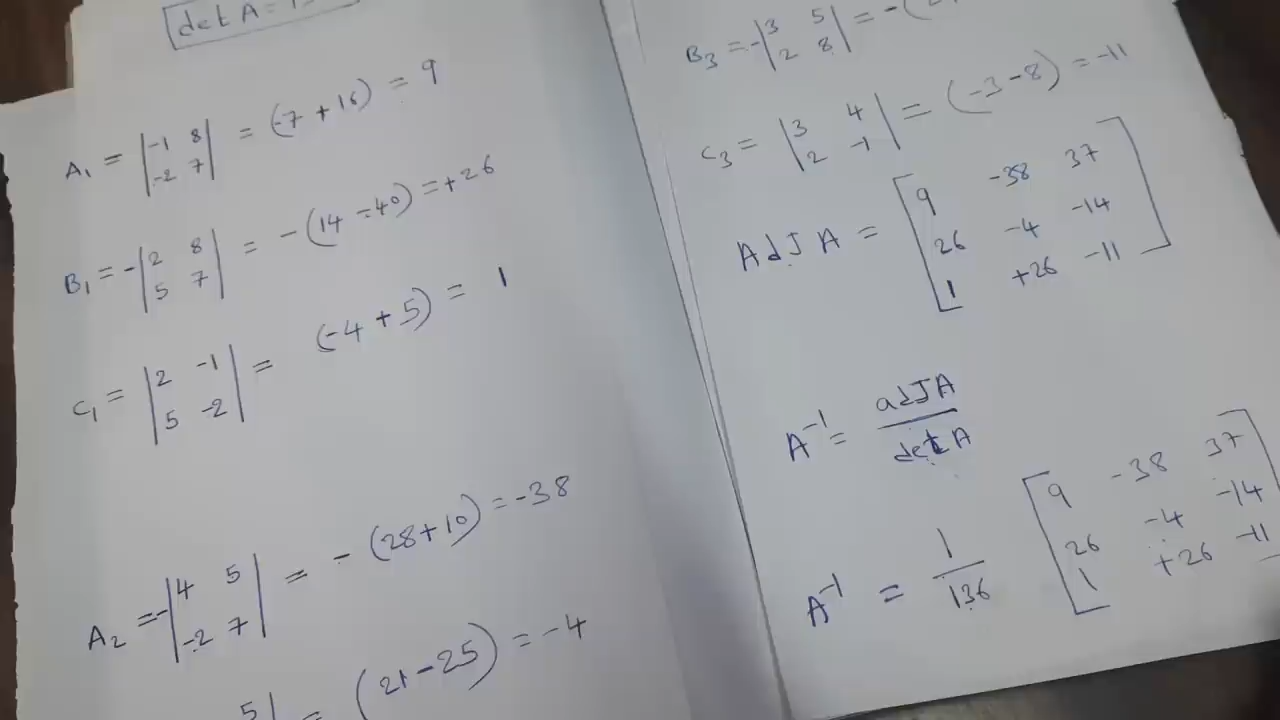 det A = 1
A₁ = |-1 8; -2 7| = (-7 + 16) = 9
B₁ = -|2 8; 5 7| = -(14 - 40) = +26
C₁ = |2 -1; 5 -2| = (-4 + 5) = 1
A₂ = -|4 5; -2 7| = -(28 + 10) = -38
5| = (21 - 25) = -4
B₃ = -|3 5; 2 8| = -(
C₃ = |3 4; 2 -1| = (-3 - 8) = -11
AdJ A = [9 -38 37
26 -4 -14
1 +26 -11]
A⁻¹ = adJA
detA
A⁻¹ = 1/136 [9 -38 37
26 -4 -14
1 +26 -11